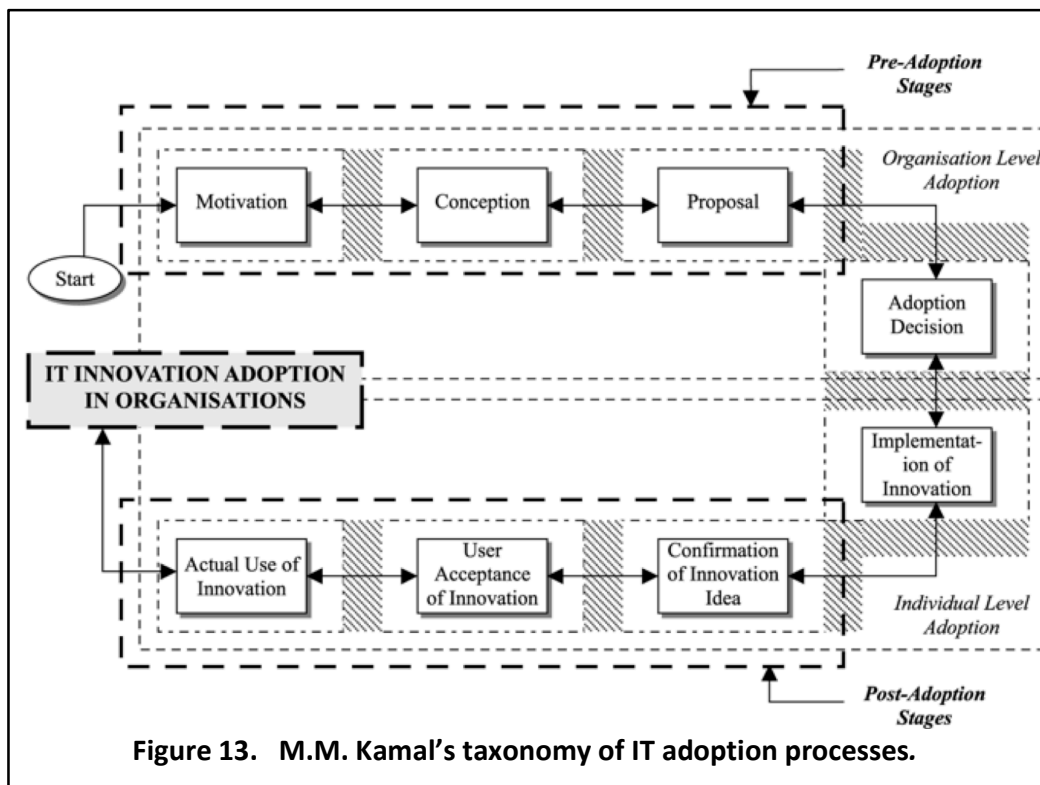 Pre-Adoption
Stages
Organisation Level
Adoption
Motivation
Conception
Proposal
Start
Adoption
Decision
IT INNOVATION ADOPTION
IN ORGANISATIONS
Implementat-
ion of
Innovation
Actual Use of
Innovation
User
Acceptance
of Innovation
Confirmation
of Innovation
Idea
Individual Level
Adoption
Post-Adoption
Stages
Figure 13. M.M. Kamal’s taxonomy of IT adoption processes.